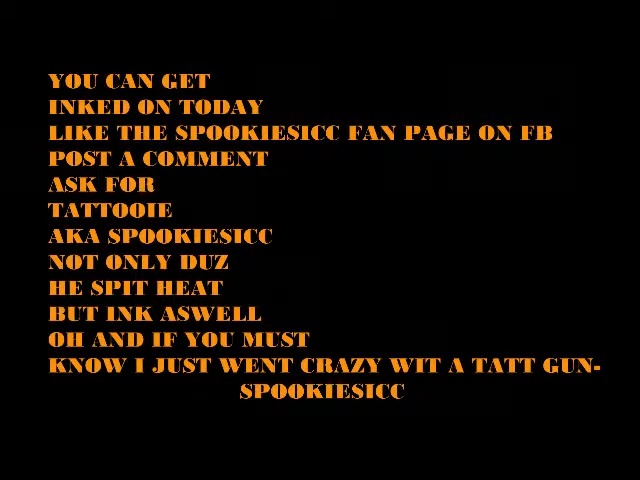 YOU CAN GET
INKED ON TODAY
LIKE THE SPOOKIESICC FAN PAGE ON FB
POST A COMMENT
ASK FOR
TATTOOIE
AKA SPOOKIESICC
NOT ONLY DUZ
HE SPIT HEAT
BUT INK ASWELL
OH AND IF YOU MUST
KNOW I JUST WENT CRAZY WIT A TATT GUN-
SPOOKIESICC